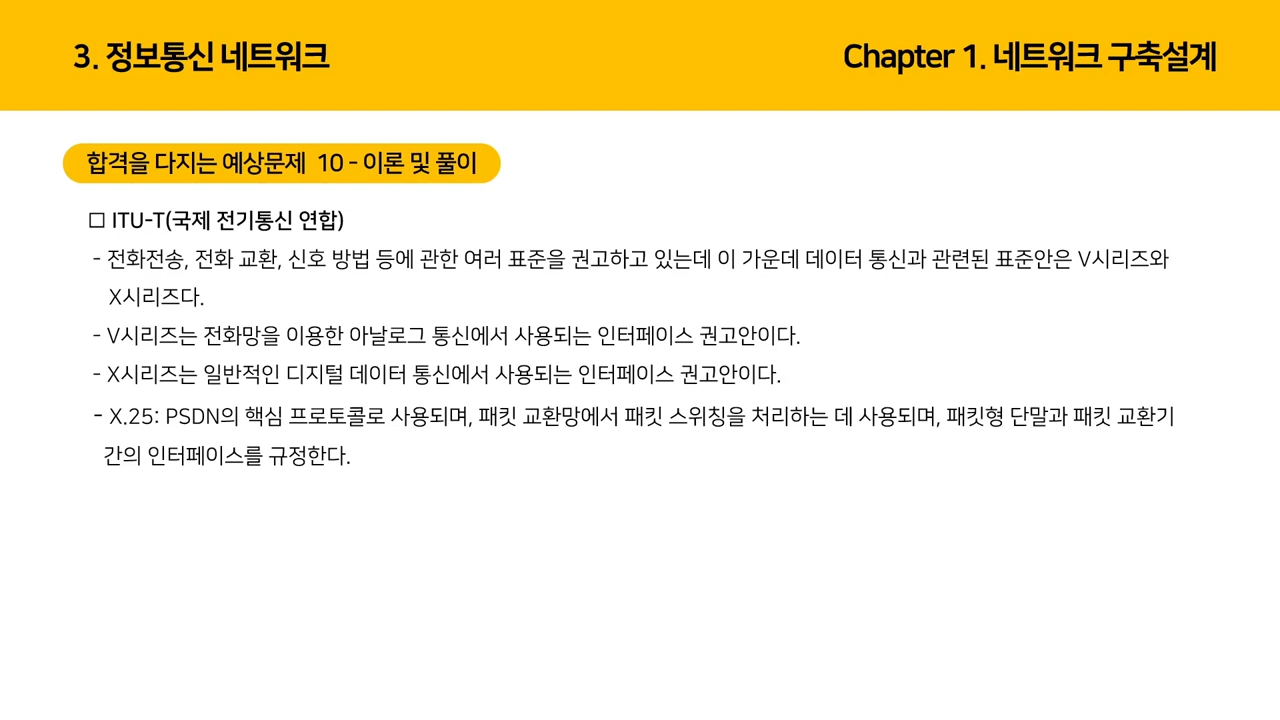 3. 정보통신 네트워크
Chapter 1. 네트워크 구축설계
합격을 다지는 예상문제 10 - 이론 및 풀이
□ ITU-T(국제 전기통신 연합)
- 전화전송, 전화 교환, 신호 방법 등에 관한 여러 표준을 권고하고 있는데 이 가운데 데이터 통신과 관련된 표준안은 V시리즈와
X시리즈다.
- V시리즈는 전화망을 이용한 아날로그 통신에서 사용되는 인터페이스 권고안이다.
- X시리즈는 일반적인 디지털 데이터 통신에서 사용되는 인터페이스 권고안이다.
- X.25: PSDN의 핵심 프로토콜로 사용되며, 패킷 교환망에서 패킷 스위칭을 처리하는 데 사용되며, 패킷형 단말과 패킷 교환기
간의 인터페이스를 규정한다.